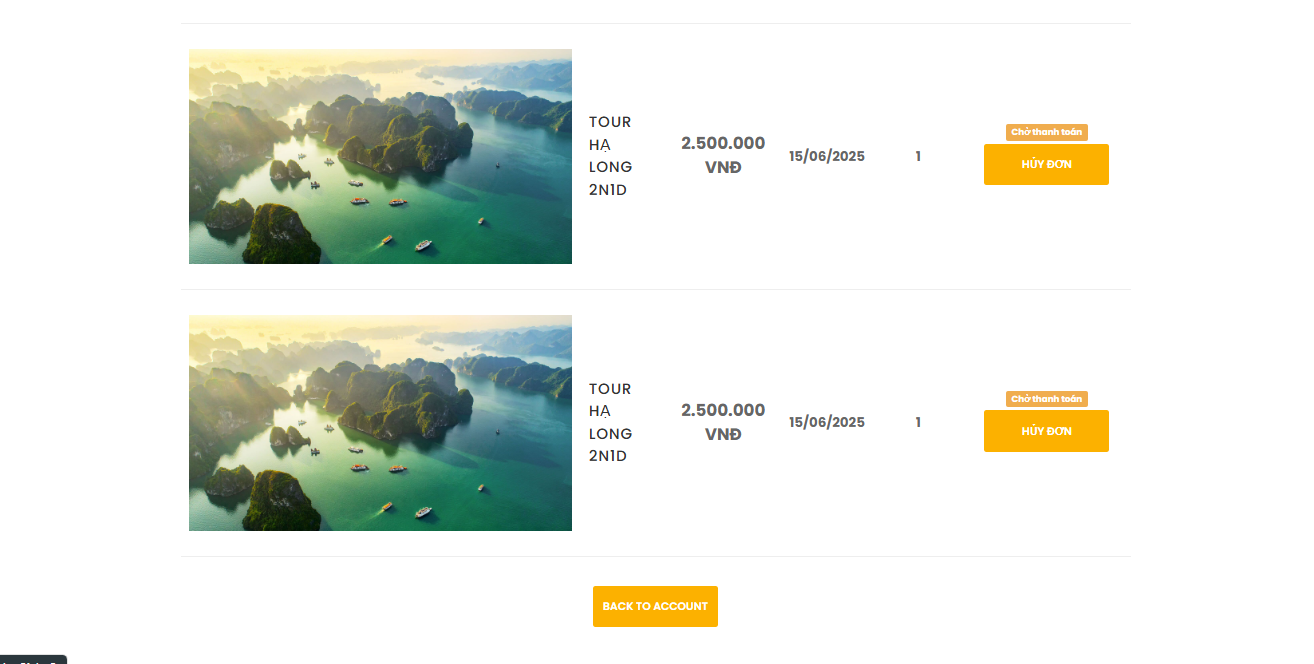 TOUR
HẠ
LONG
2N1D
2.500.000
VNĐ
15/06/2025
1
Chờ thanh toán
HỦY ĐƠN
TOUR
HẠ
LONG
2N1D
2.500.000
VNĐ
15/06/2025
1
Chờ thanh toán
HỦY ĐƠN
BACK TO ACCOUNT